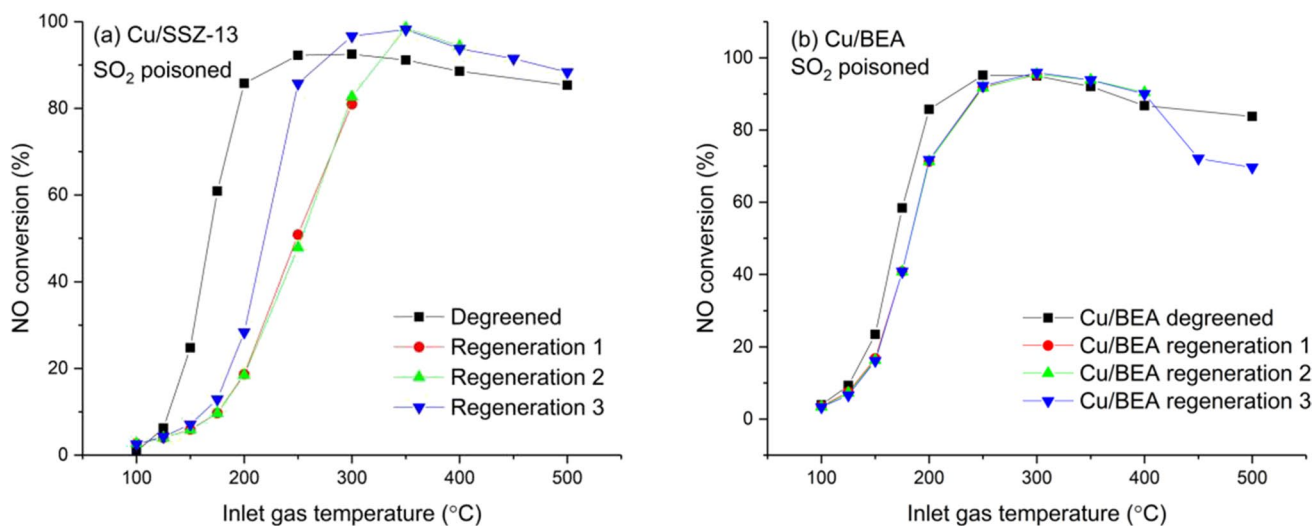 (a) Cu/SSZ-13
SO2 poisoned
NO conversion (%)
100
80
60
40
20
0
Degreened
Regeneration 1
Regeneration 2
Regeneration 3
100
200
300
400
500
Inlet gas temperature (°C)
(b) Cu/BEA
SO2 poisoned
NO conversion (%)
100
80
60
40
20
0
Cu/BEA degreened
Cu/BEA regeneration 1
Cu/BEA regeneration 2
Cu/BEA regeneration 3
100
200
300
400
500
Inlet gas temperature (°C)